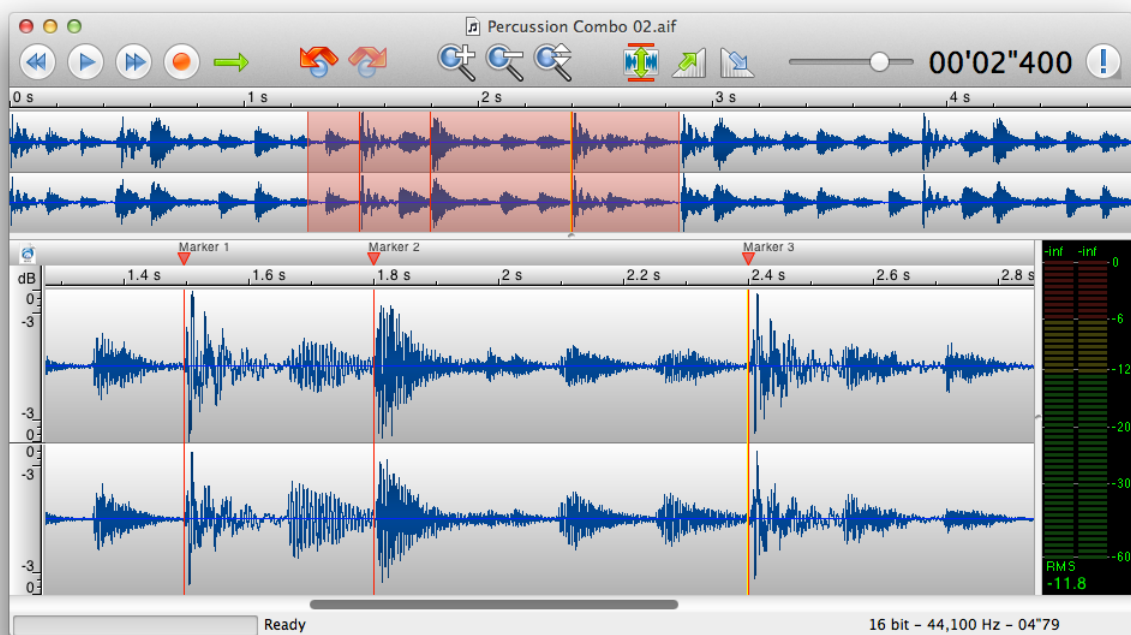 Percussion Combo 02.aif
00'02"400
0 s 1 s 2 s 3 s 4 s
Marker 1 Marker 2 Marker 3
dB 1.4 s 1.6 s 1.8 s 2 s 2.2 s 2.4 s 2.6 s 2.8 s
-inf -inf
0
-6
-12
-20
-30
-60
0
-3
-3
0
0
-3
-3
0
RMS
-11.8
Ready 16 bit – 44,100 Hz – 04"79